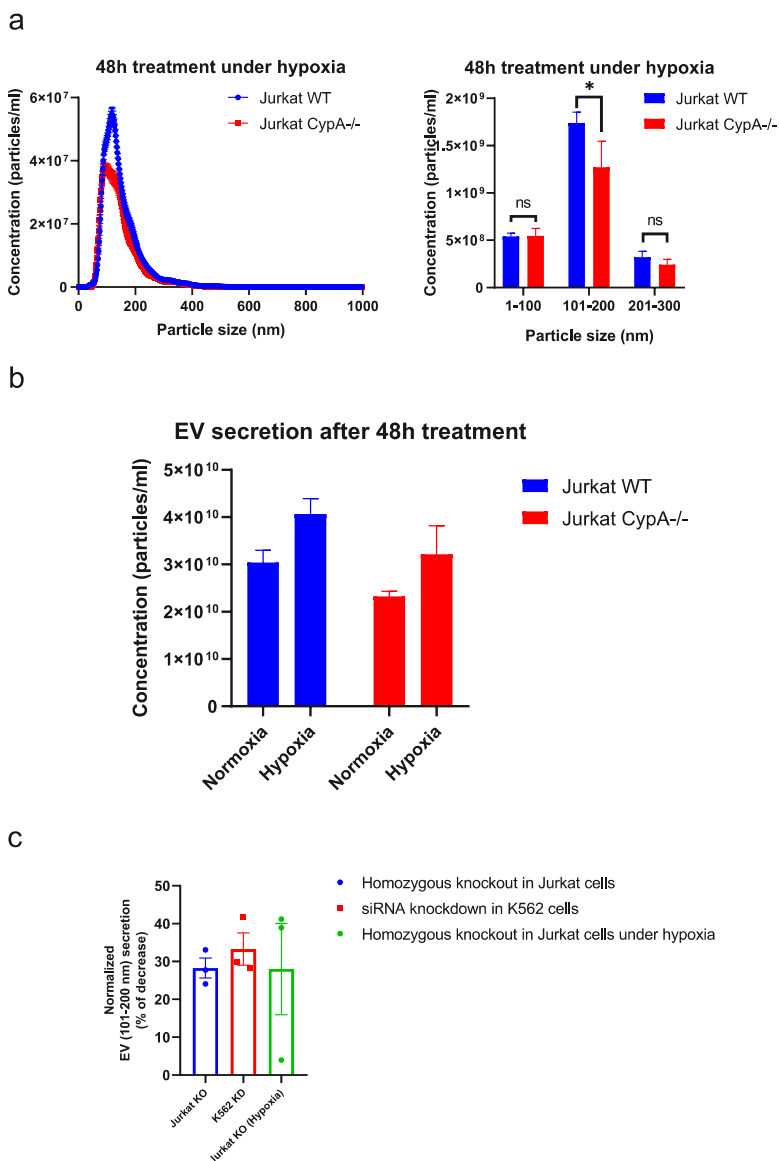 a
48h treatment under hypoxia
Jurkat WT
Jurkat CypA-/-
Concentration (particles/ml)
6×10⁷
4×10⁷
2×10⁷
0
0
200
400
600
800
1000
Particle size (nm)
48h treatment under hypoxia
Jurkat WT
Jurkat CypA-/-
Concentration (particles/ml)
2×10⁹
1.5×10⁹
1×10⁹
5×10⁸
0
ns
*
ns
1-100
101-200
201-300
Particle size (nm)
b
EV secretion after 48h treatment
Concentration (particles/ml)
5×10¹⁰
4×10¹⁰
3×10¹⁰
2×10¹⁰
1×10¹⁰
0
Normoxia
Hypoxia
Normoxia
Hypoxia
Jurkat WT
Jurkat CypA-/-
c
Normalized
EV (101-200 nm) secretion
(% of decrease)
50
40
30
20
10
0
Jurkat KO
K562 KD
Jurkat KO (Hypoxia)
Homozygous knockout in Jurkat cells
siRNA knockdown in K562 cells
Homozygous knockout in Jurkat cells under hypoxia